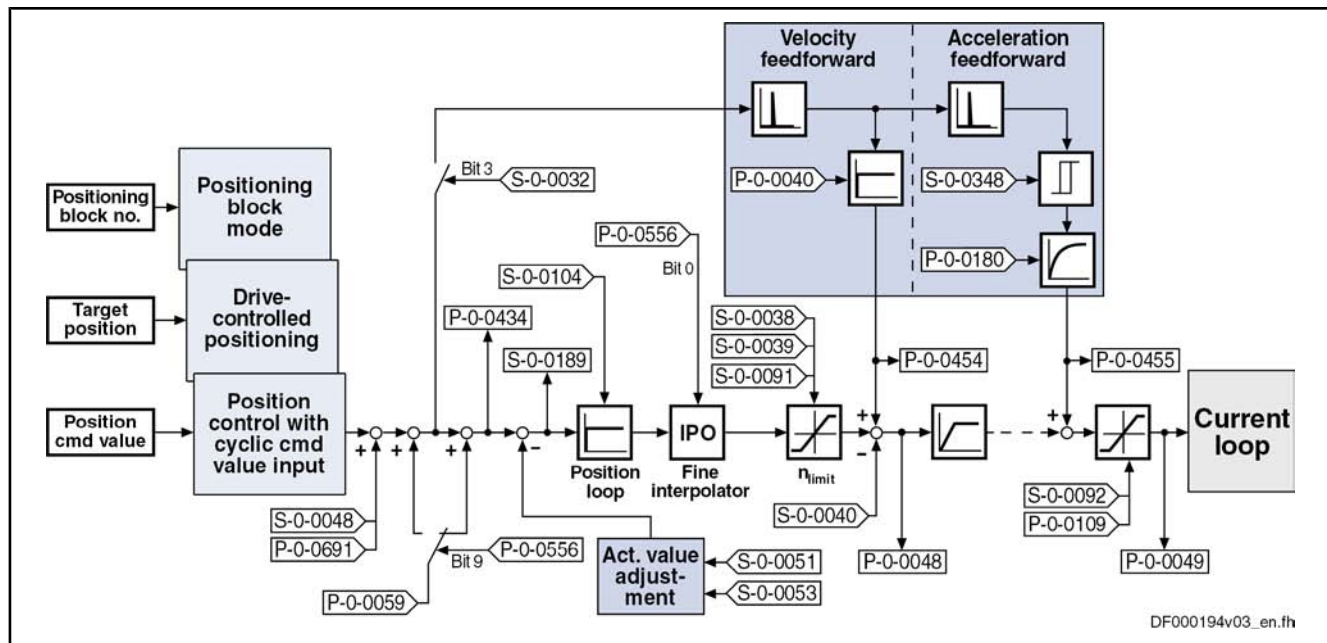 Velocity
feedforward
Acceleration
feedforward
Bit 3
S-0-0032
P-0-0040
S-0-0348
P-0-0180
Positioning
block no.
Positioning
block
mode
P-0-0556
Bit 0
S-0-0104
Target
position
Drive-
controlled
positioning
P-0-0434
S-0-0038
S-0-0039
S-0-0091
S-0-0189
P-0-0454
P-0-0455
Position
cmd value
Position
control with
cyclic cmd
value input
+
+
+
-
Position
loop
IPO
Fine
interpolator
nlimit
+
-
+
Current
loop
S-0-0048
P-0-0691
Bit 9
P-0-0556
P-0-0059
Act. value
adjust-
ment
S-0-0051
S-0-0053
S-0-0040
P-0-0048
S-0-0092
P-0-0109
P-0-0049
DF000194v03_en.fh